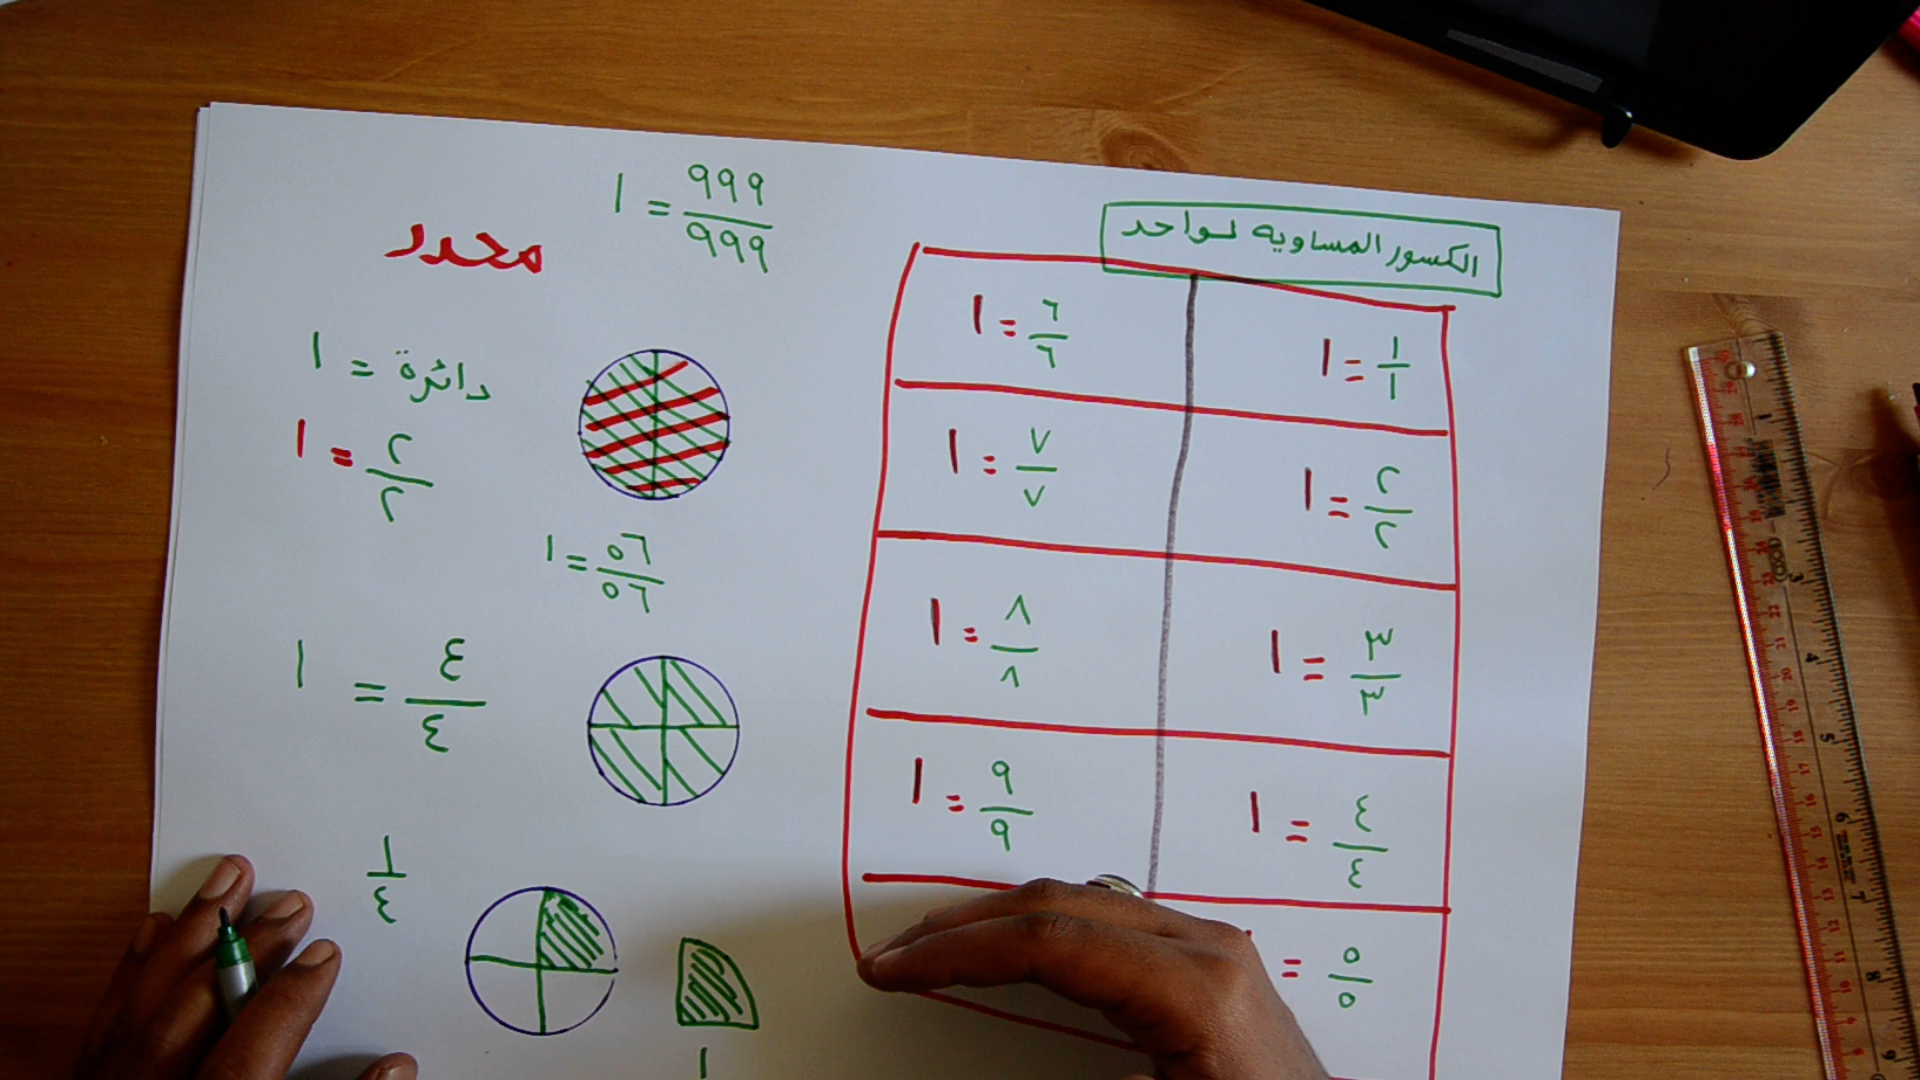 الكسور المساوية لواحد
١/١ = ١
٢/٢ = ١
٣/٣ = ١
٤/٤ = ١
٥/٥ =
٦/٦ = ١
٧/٧ = ١
٨/٨ = ١
٩/٩ = ١
٩٩٩/٩٩٩ = ١
محدد
دائرة = ١
٢/٢ = ١
٥٦/٥٦ = ١
٤/٤ = ١
١/٤
١